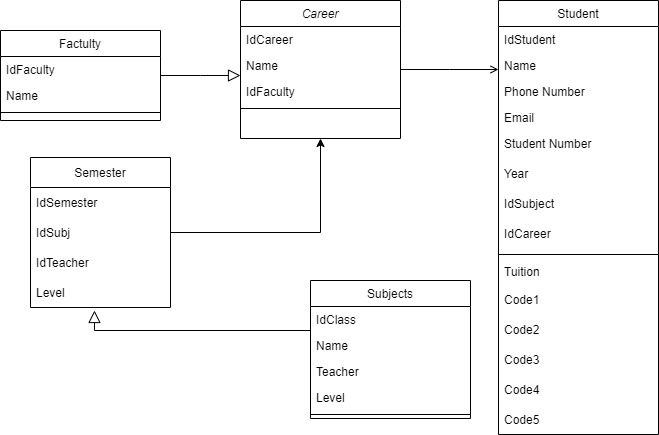 Factulty
IdFaculty
Name
Career
IdCareer
Name
IdFaculty
Student
IdStudent
Name
Phone Number
Email
Student Number
Year
IdSubject
IdCareer
Tuition
Code1
Code2
Code3
Code4
Code5
Semester
IdSemester
IdSubj
IdTeacher
Level
Subjects
IdClass
Name
Teacher
Level